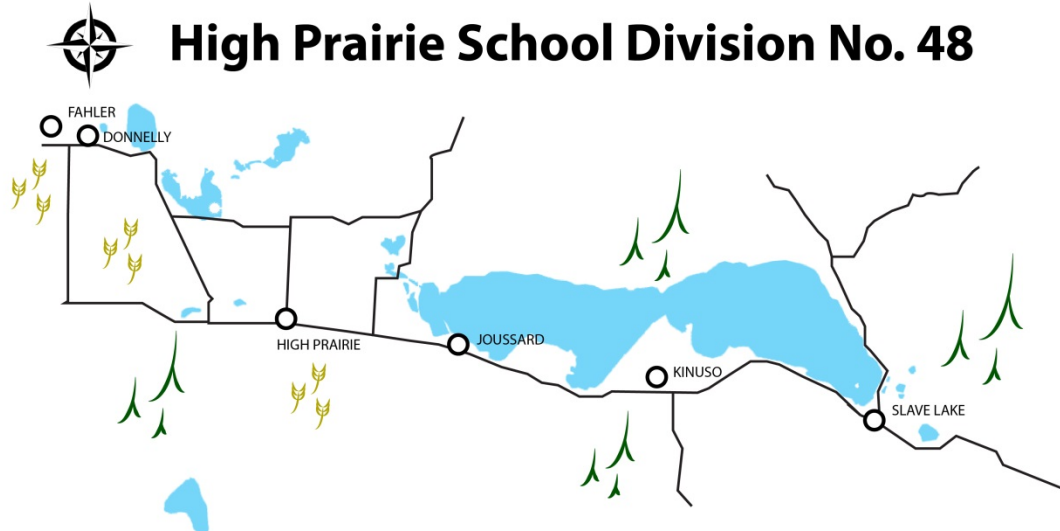 High Prairie School Division No. 48
FAHLER
DONNELLY
HIGH PRAIRIE
JOUSSARD
KINUSO
SLAVE LAKE